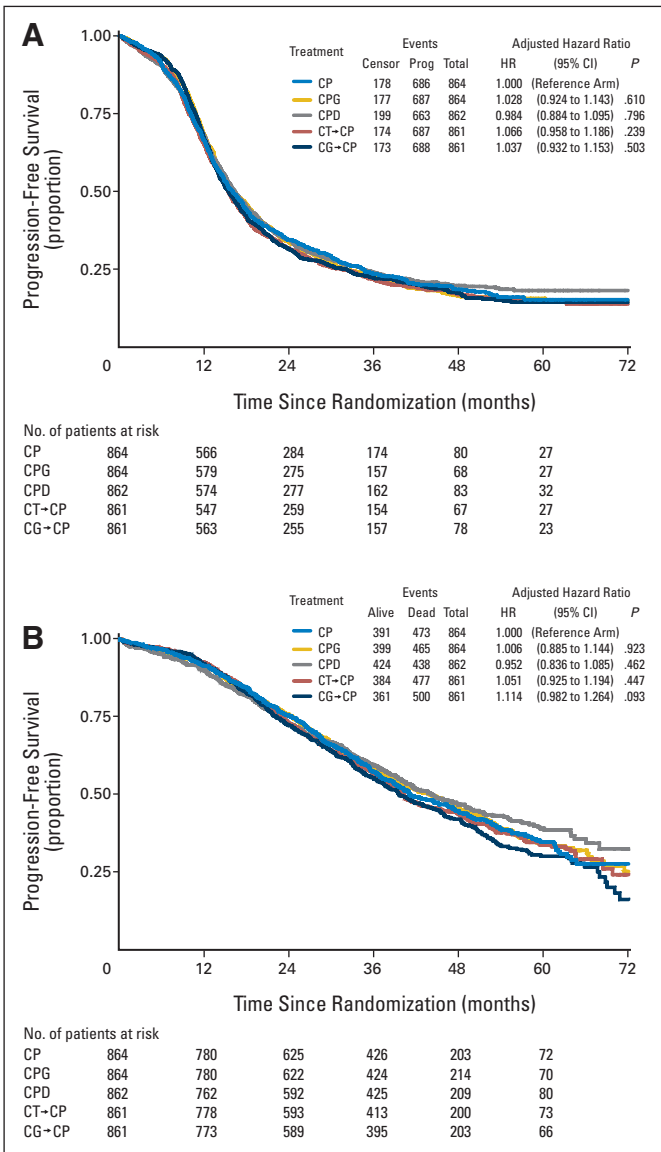 A
Events
Adjusted Hazard Ratio
Treatment Censor Prog Total HR (95% CI) P
CP 178 686 864 1.000 (Reference Arm)
CPG 177 687 864 1.028 (0.924 to 1.143) .610
CPD 199 663 862 0.984 (0.884 to 1.095) .796
CT→CP 174 687 861 1.066 (0.958 to 1.186) .239
CG→CP 173 688 861 1.037 (0.932 to 1.153) .503
Progression-Free Survival
(proportion)
1.00
0.75
0.50
0.25
0 12 24 36 48 60 72
Time Since Randomization (months)
No. of patients at risk
CP 864 566 284 174 80 27
CPG 864 579 275 157 68 27
CPD 862 574 277 162 83 32
CT→CP 861 547 259 154 67 27
CG→CP 861 563 255 157 78 23
B
Events
Adjusted Hazard Ratio
Treatment Alive Dead Total HR (95% CI) P
CP 391 473 864 1.000 (Reference Arm)
CPG 399 465 864 1.006 (0.885 to 1.144) .923
CPD 424 438 862 0.952 (0.836 to 1.085) .462
CT→CP 384 477 861 1.051 (0.925 to 1.194) .447
CG→CP 361 500 861 1.114 (0.982 to 1.264) .093
Progression-Free Survival
(proportion)
1.00
0.75
0.50
0.25
0 12 24 36 48 60 72
Time Since Randomization (months)
No. of patients at risk
CP 864 780 625 426 203 72
CPG 864 780 622 424 214 70
CPD 862 762 592 425 209 80
CT→CP 861 778 593 413 200 73
CG→CP 861 773 589 395 203 66